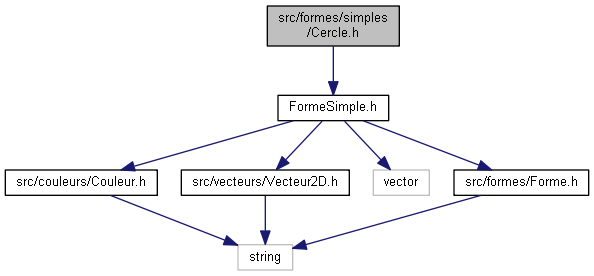 src/formes/simples
/Cercle.h
FormeSimple.h
src/couleurs/Couleur.h
src/vecteurs/Vecteur2D.h
vector
src/formes/Forme.h
string